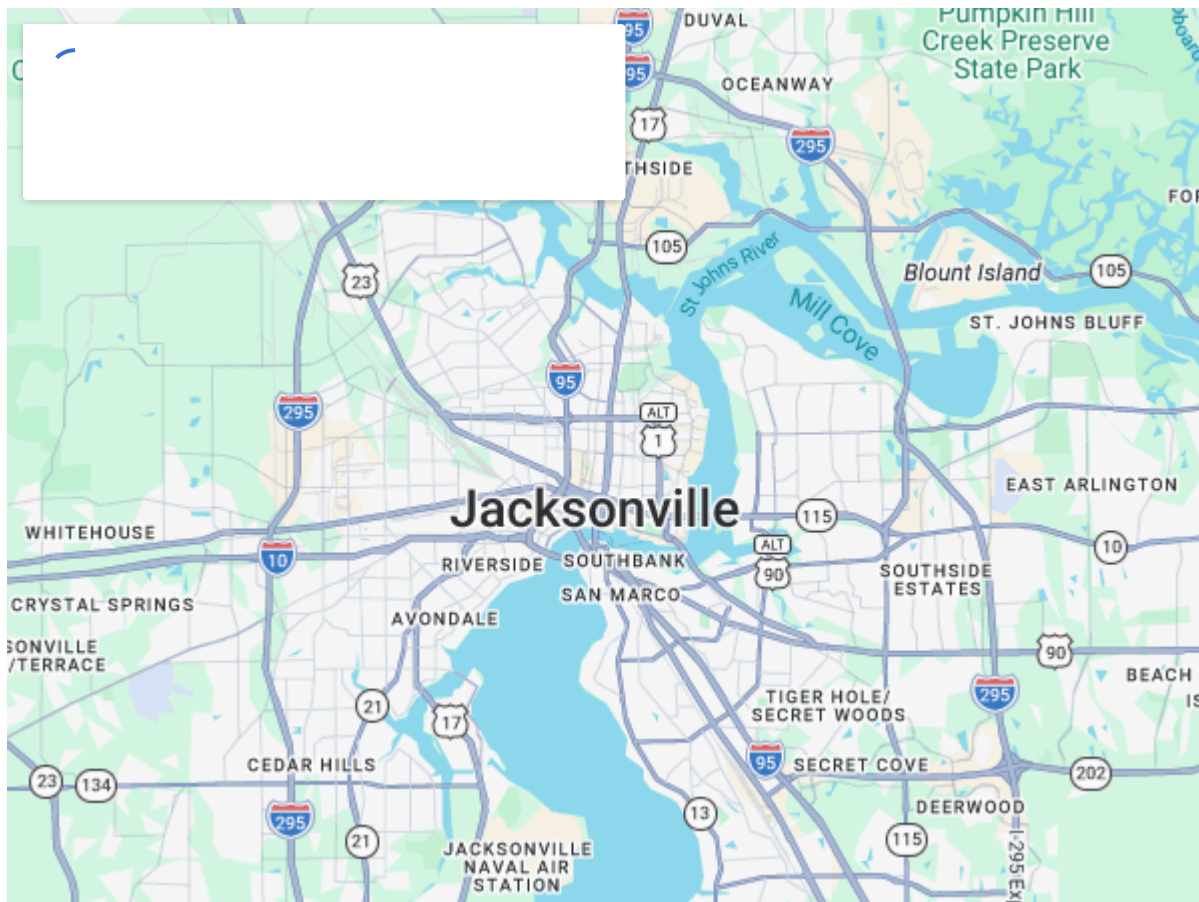 DUVAL
95
Pumpkin Hill
Creek Preserve
State Park
95
OCEANWAY
17
295
THSIDE
FOR
105
St Johns River
23
Blount Island
105
Mill Cove
ST. JOHNS BLUFF
95
295
ALT
1
EAST ARLINGTON
Jacksonville
115
WHITEHOUSE
10
RIVERSIDE
SOUTHBANK
ALT
90
10
SOUTHSIDE
ESTATES
SAN MARCO
CRYSTAL SPRINGS
AVONDALE
SONVILLE
/TERRACE
90
BEACH
IS
295
TIGER HOLE/
SECRET WOODS
21
17
95
SECRET COVE
CEDAR HILLS
202
23
134
DEERWOOD
295
13
21
115
JACKSONVILLE
NAVAL AIR
STATION
I-295 Ex